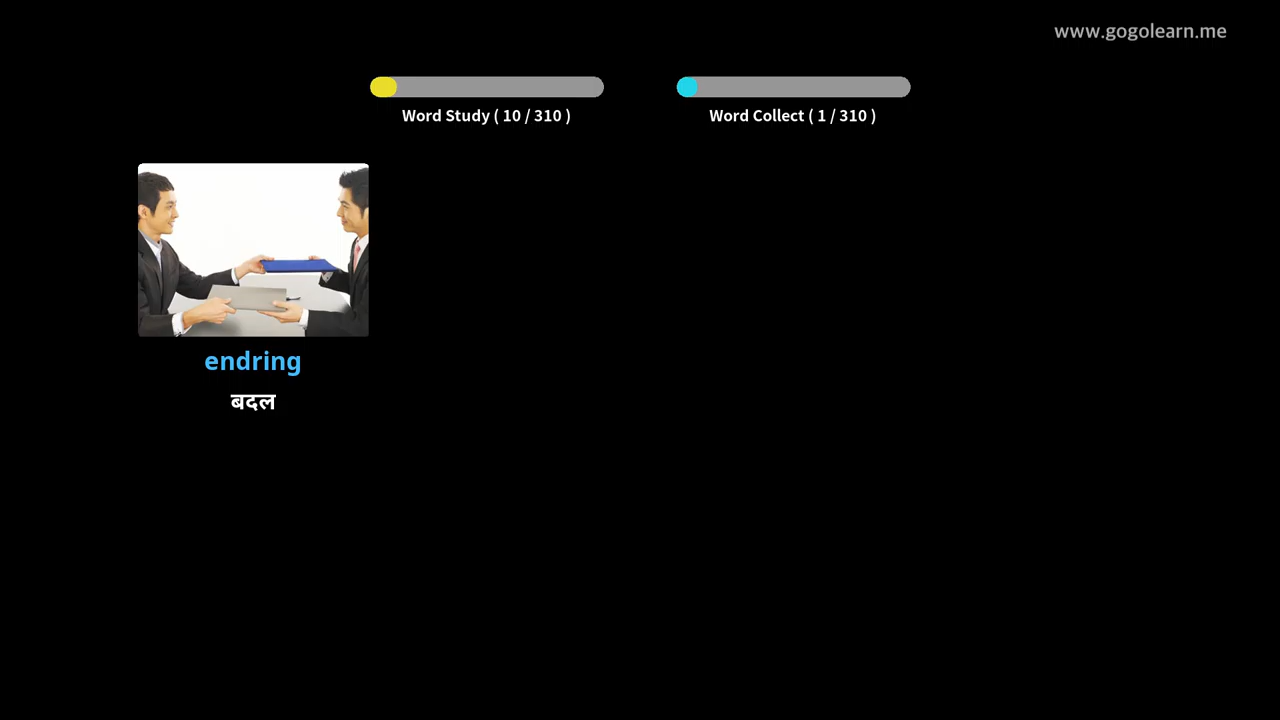 www.gogolearn.me
Word Study ( 10 / 310 )
Word Collect ( 1 / 310 )
endring
बदल